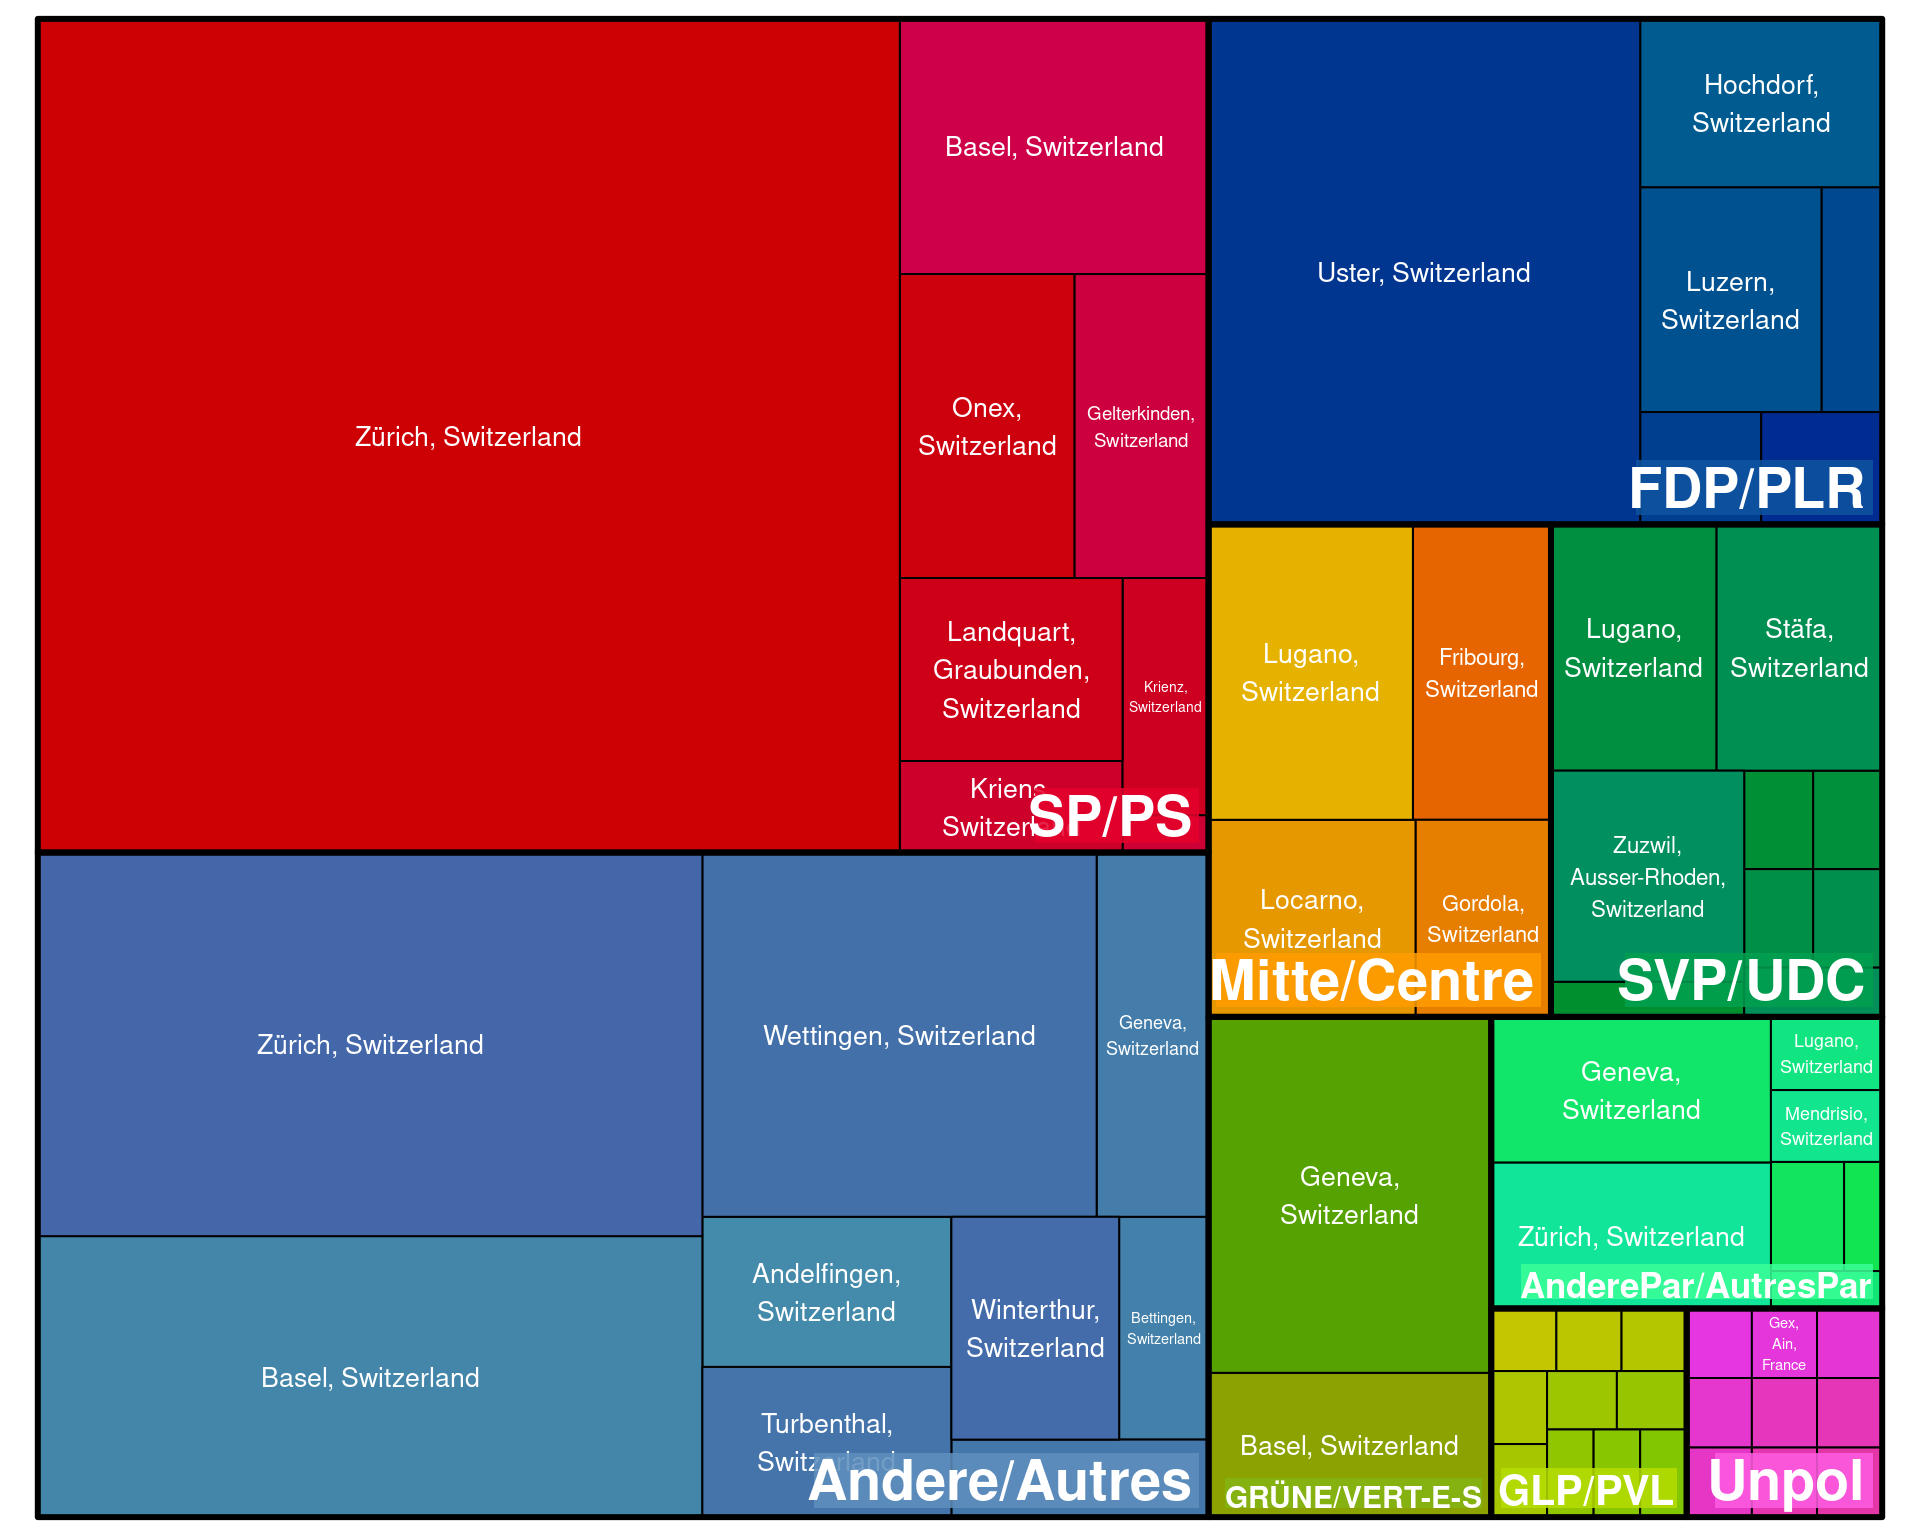 Zürich, Switzerland
Basel, Switzerland
Onex,
Switzerland
Gelterkinden,
Switzerland
Landquart,
Graubunden,
Switzerland
Krienz,
Switzerland
Kriens
Switzerl
SP/PS
Uster, Switzerland
Hochdorf,
Switzerland
Luzern,
Switzerland
FDP/PLR
Lugano,
Switzerland
Fribourg,
Switzerland
Locarno,
Switzerland
Gordola,
Switzerland
Mitte/Centre
Lugano,
Switzerland
Stäfa,
Switzerland
Zuzwil,
Ausser-Rhoden,
Switzerland
SVP/UDC
Zürich, Switzerland
Basel, Switzerland
Wettingen, Switzerland
Geneva,
Switzerland
Andelfingen,
Switzerland
Winterthur,
Switzerland
Bettingen,
Switzerland
Turbenthal,
Switzerland
Andere/Autres
Geneva,
Switzerland
Basel, Switzerland
GRÜNE/VERT-E-S
Geneva,
Switzerland
Lugano,
Switzerland
Mendrisio,
Switzerland
Zürich, Switzerland
AnderePar/AutresPar
GLP/PVL
Gex,
Ain,
France
Unpol